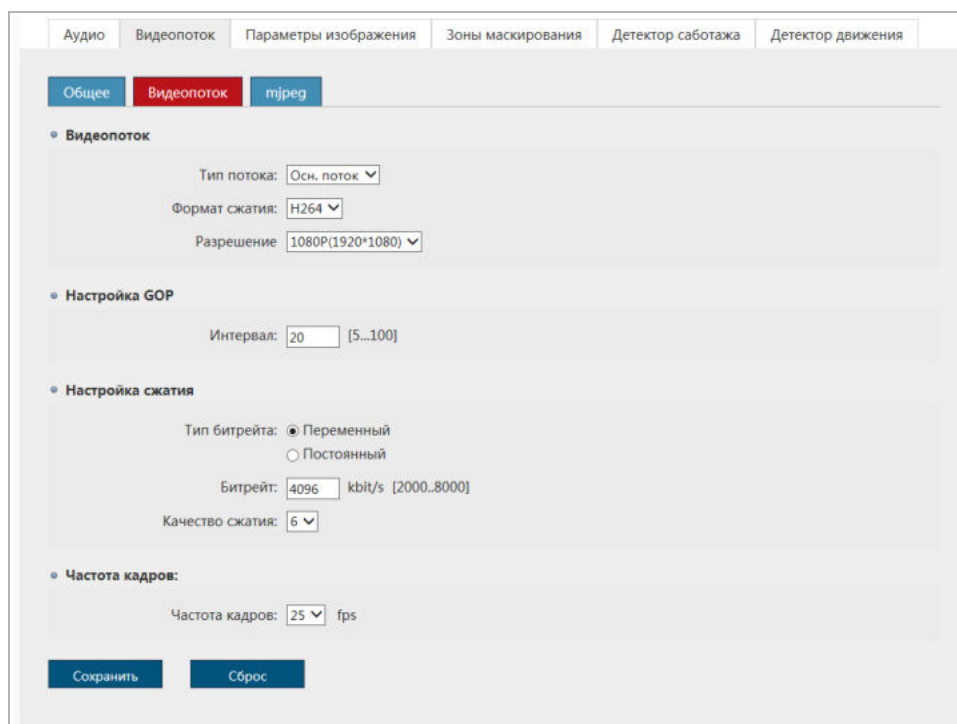 Аудио Видеопоток Параметры изображения Зоны маскирования Детектор саботажа Детектор движения
Общее Видеопоток mjpeg
Видеопоток
Тип потока: Осн. поток
Формат сжатия: H264
Разрешение 1080P(1920*1080)
Настройка GOP
Интервал: 20 [5...100]
Настройка сжатия
Тип битрейта: Переменный
Постоянный
Битрейт: 4096 kbit/s [2000..8000]
Качество сжатия: 6
Частота кадров:
Частота кадров: 25 fps
Сохранить Сброс